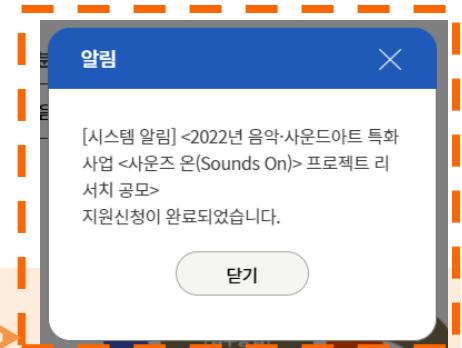 알림
[시스템 알림] <2022년 음악·사운드아트 특화
사업 <사운즈 온(Sounds On)> 프로젝트 리
서치 공모>
지원신청이 완료되었습니다.
닫기